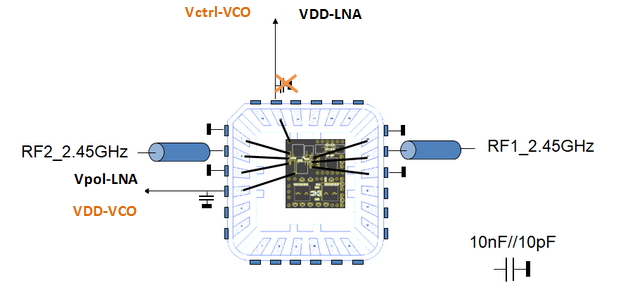 Vctrl-VCO VDD-LNA
RF2_2.45GHz RF1_2.45GHz
Vpol-LNA
VDD-VCO
10nF//10pF